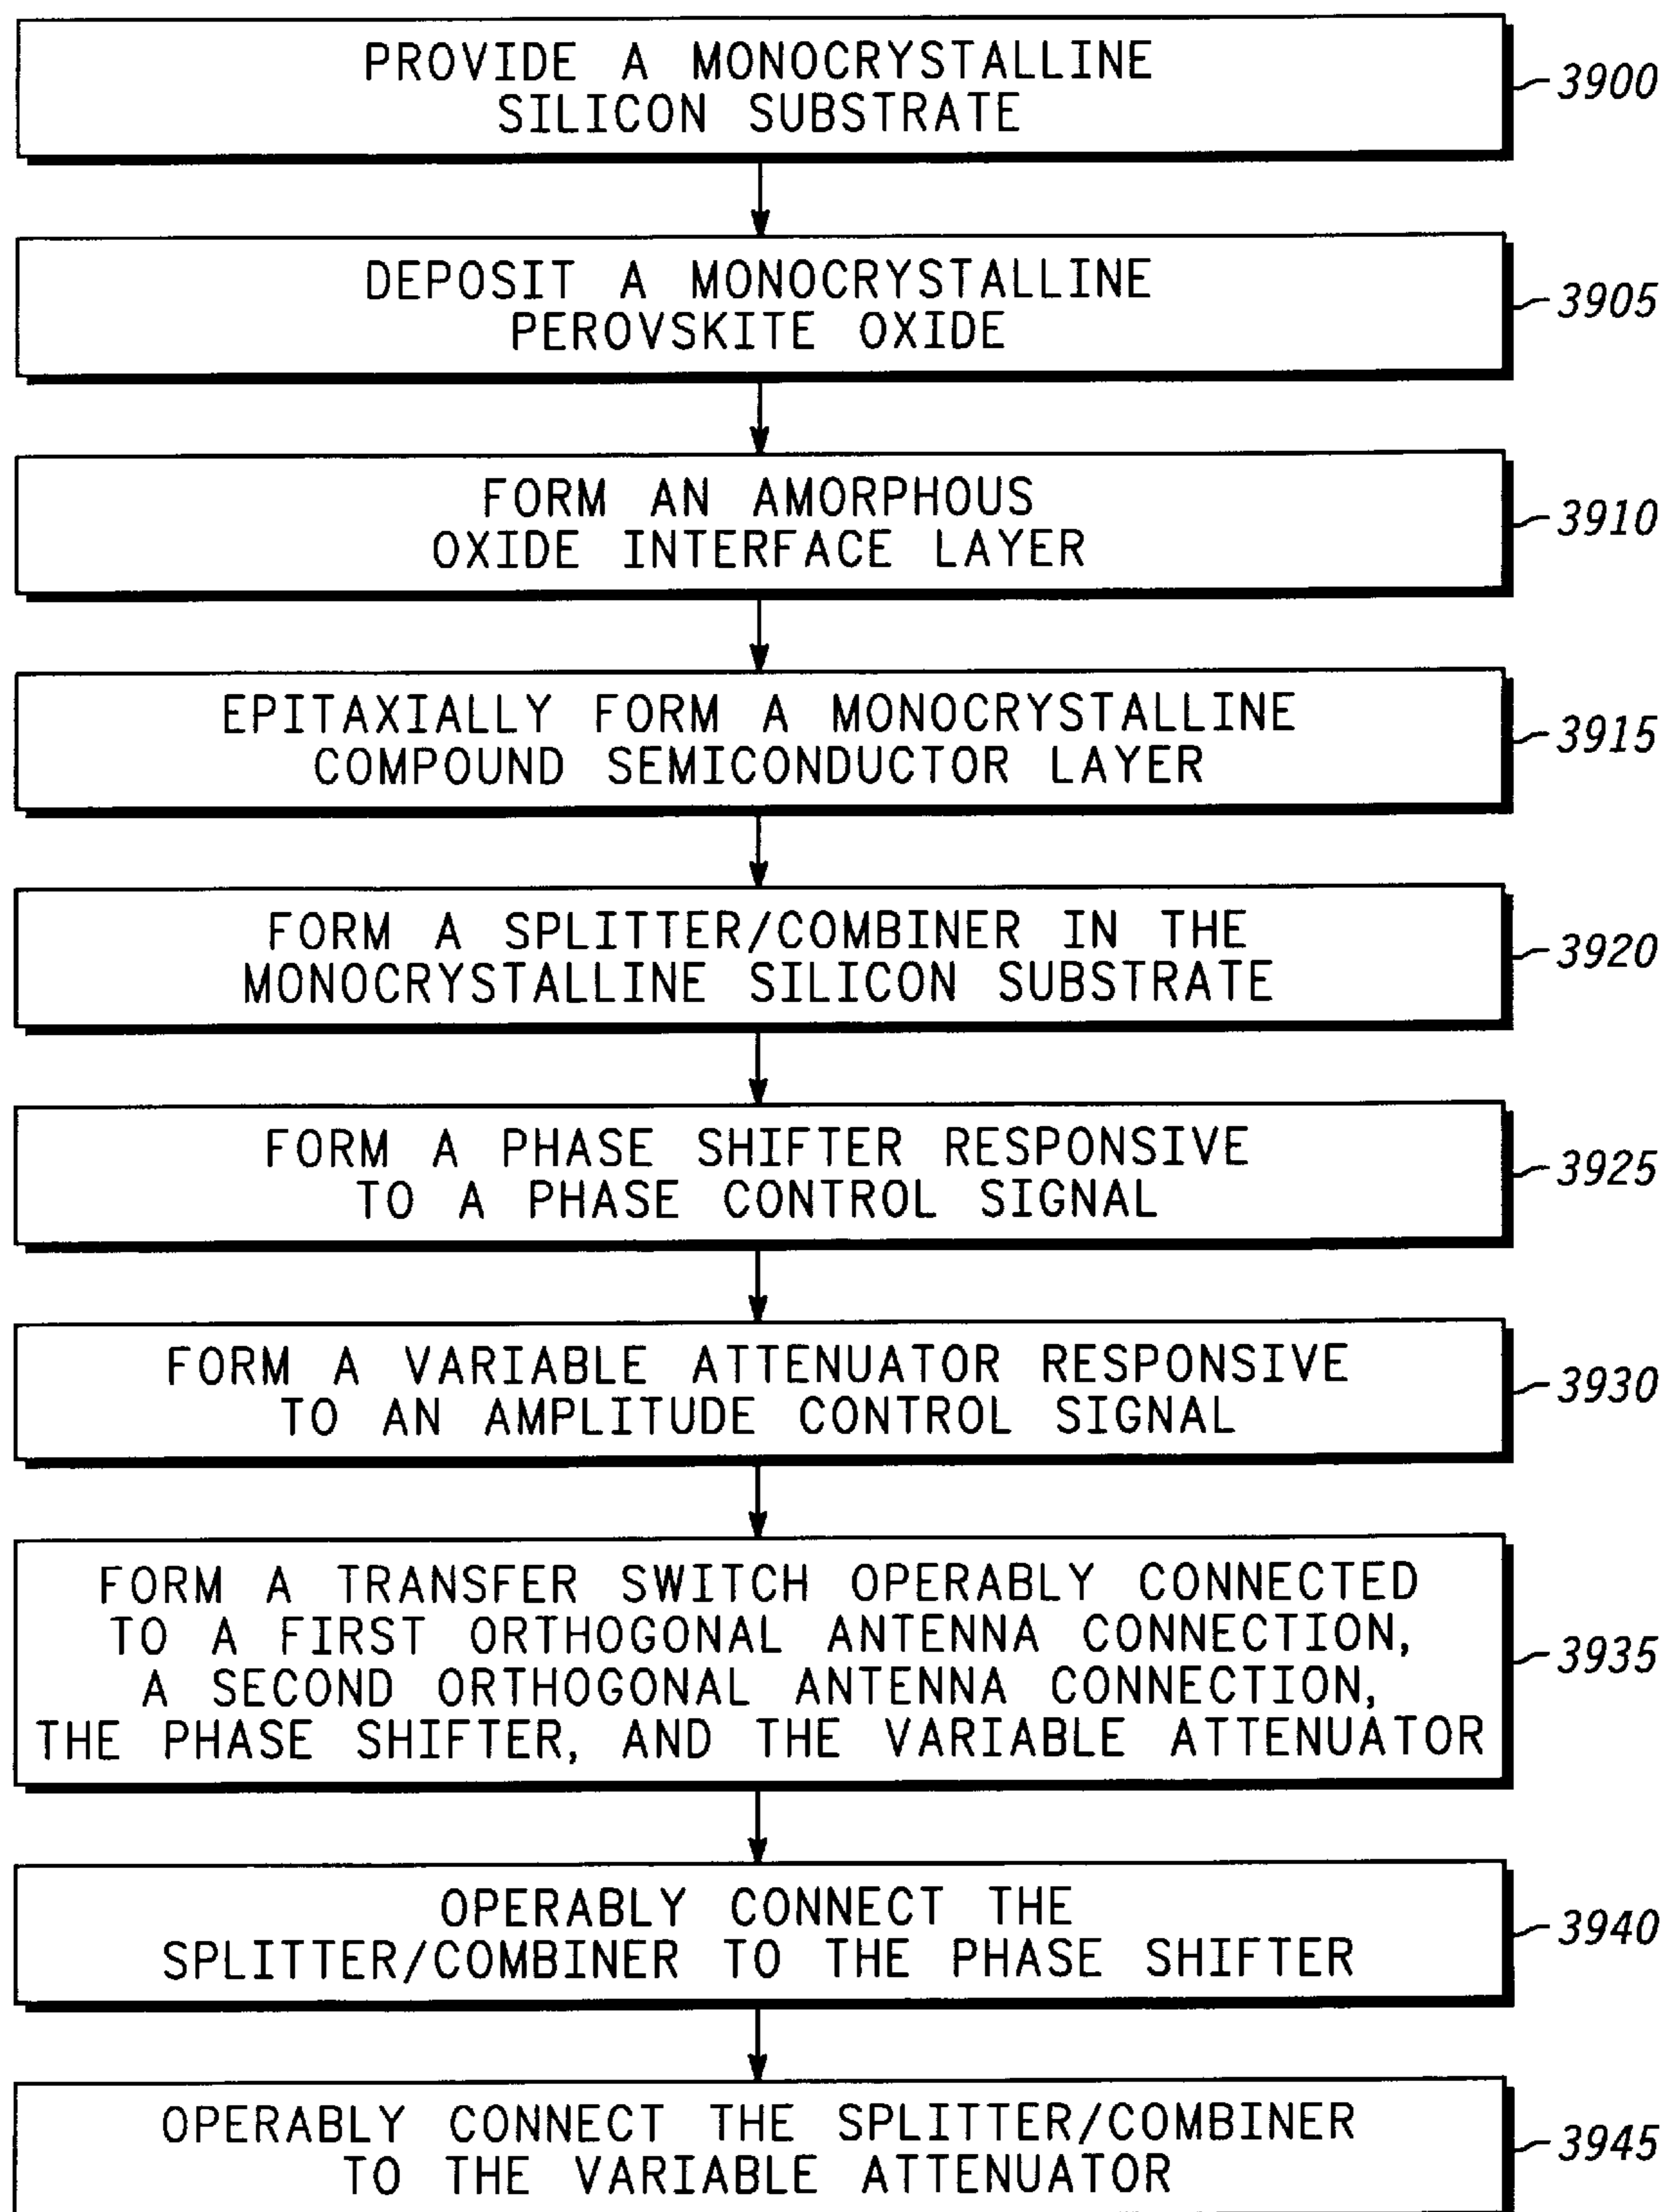 PROVIDE A MONOCRYSTALLINE
SILICON SUBSTRATE
3900
DEPOSIT A MONOCRYSTALLINE
PEROVSKITE OXIDE
3905
FORM AN AMORPHOUS
OXIDE INTERFACE LAYER
3910
EPITAXIALLY FORM A MONOCRYSTALLINE
COMPOUND SEMICONDUCTOR LAYER
3915
FORM A SPLITTER/COMBINER IN THE
MONOCRYSTALLINE SILICON SUBSTRATE
3920
FORM A PHASE SHIFTER RESPONSIVE
TO A PHASE CONTROL SIGNAL
3925
FORM A VARIABLE ATTENUATOR RESPONSIVE
TO AN AMPLITUDE CONTROL SIGNAL
3930
FORM A TRANSFER SWITCH OPERABLY CONNECTED
TO A FIRST ORTHOGONAL ANTENNA CONNECTION,
A SECOND ORTHOGONAL ANTENNA CONNECTION,
THE PHASE SHIFTER, AND THE VARIABLE ATTENUATOR
3935
OPERABLY CONNECT THE
SPLITTER/COMBINER TO THE PHASE SHIFTER
3940
OPERABLY CONNECT THE SPLITTER/COMBINER
TO THE VARIABLE ATTENUATOR
3945